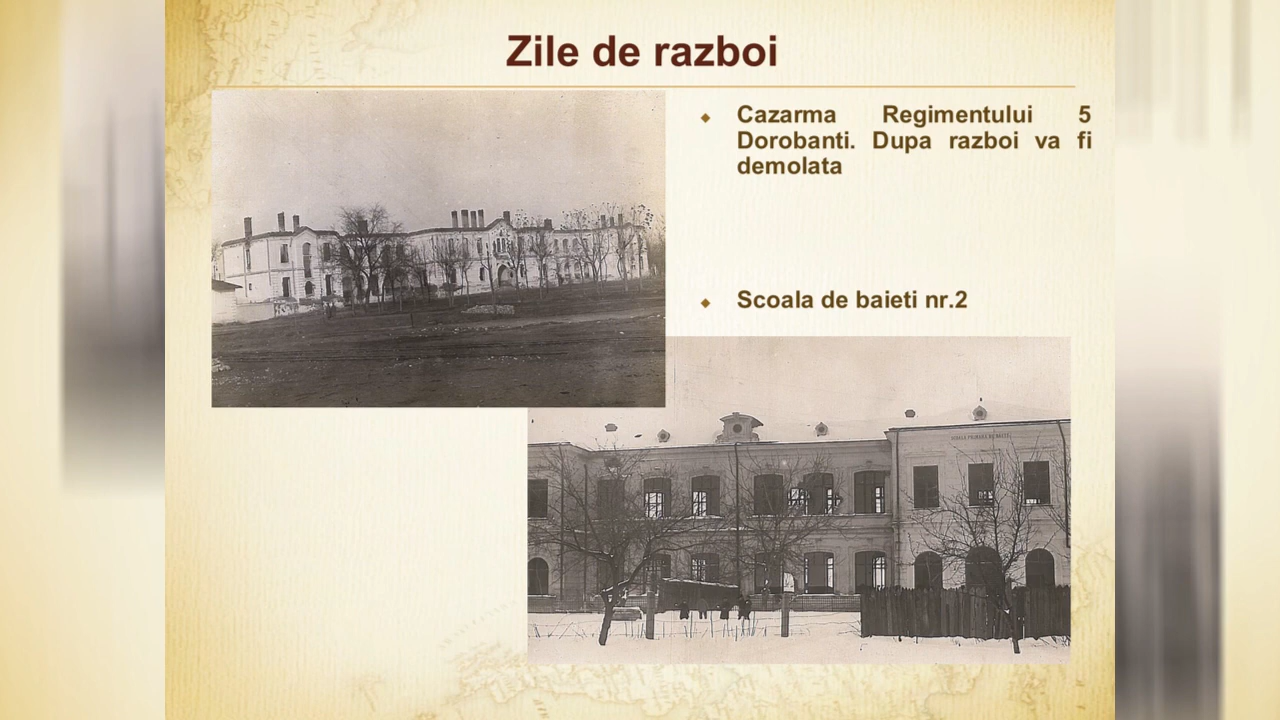 Zile de razboi
Cazarma Regimentului 5
Dorobanti. Dupa razboi va fi
demolata
Scoala de baieti nr.2